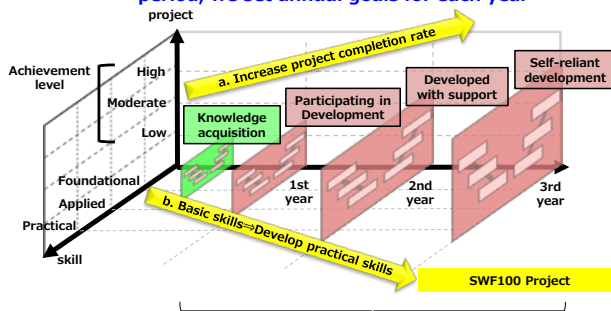 period, we set annual goals for each year
project
Achievement
level
High
Moderate
Low
a. Increase project completion rate
Self-reliant
development
Developed
with support
Participating in
Development
Knowledge
acquisition
Foundational
Applied
Practical
skill
1st
year
2nd
year
3rd
year
b. Basic skills⇒Develop practical skills
SWF100 Project